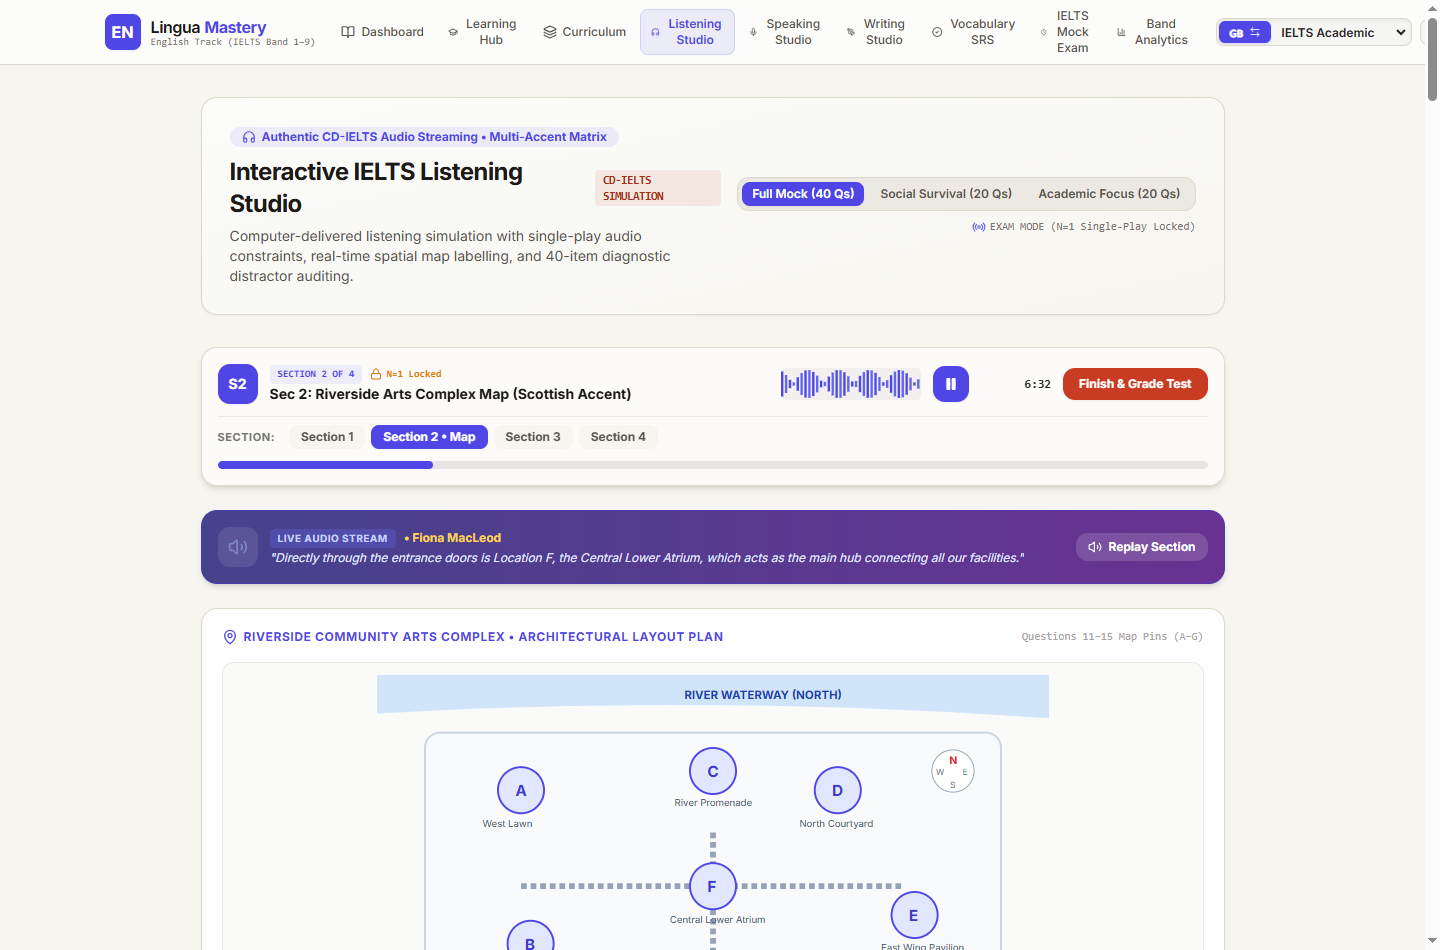 EN
Lingua Mastery
English Track (IELTS Band 1–9)
Dashboard
Learning
Hub
Curriculum
Listening
Studio
Speaking
Studio
Writing
Studio
Vocabulary
SRS
IELTS
Mock
Exam
Band
Analytics
GB
IELTS Academic
Authentic CD-IELTS Audio Streaming • Multi-Accent Matrix
Interactive IELTS Listening
Studio
CD-IELTS
SIMULATION
Computer-delivered listening simulation with single-play audio
constraints, real-time spatial map labelling, and 40-item diagnostic
distractor auditing.
Full Mock (40 Qs)
Social Survival (20 Qs)
Academic Focus (20 Qs)
EXAM MODE (N=1 Single-Play Locked)
S2
SECTION 2 OF 4
N=1 Locked
Sec 2: Riverside Arts Complex Map (Scottish Accent)
6:32
Finish & Grade Test
SECTION:
Section 1
Section 2 • Map
Section 3
Section 4
LIVE AUDIO STREAM
• Fiona MacLeod
"Directly through the entrance doors is Location F, the Central Lower Atrium, which acts as the main hub connecting all our facilities."
Replay Section
RIVERSIDE COMMUNITY ARTS COMPLEX • ARCHITECTURAL LAYOUT PLAN
Questions 11–15 Map Pins (A–G)
RIVER WATERWAY (NORTH)
A
West Lawn
C
River Promenade
D
North Courtyard
N
W
E
S
F
Central Lower Atrium
E
East Wing Pavilion
B